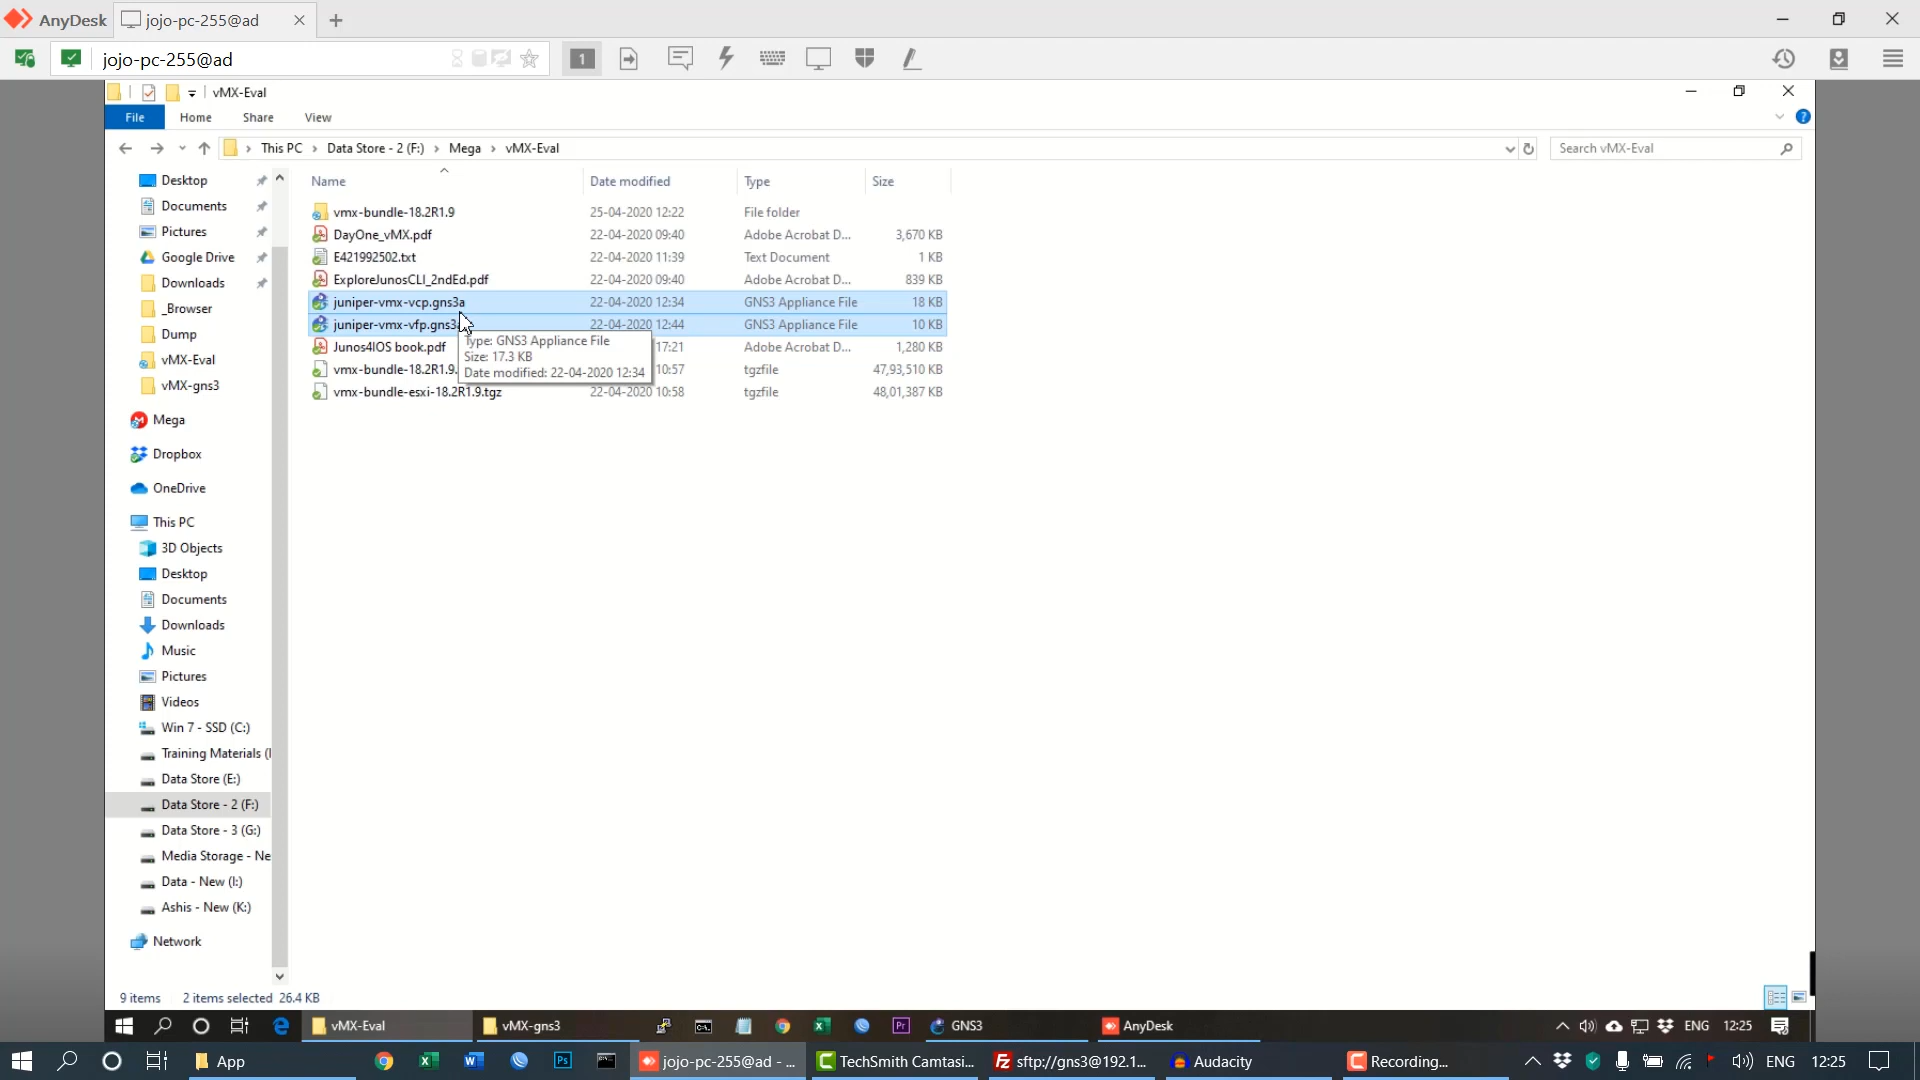 AnyDesk jojo-pc-255@ad
jojo-pc-255@ad 1
vMX-Eval
File Home Share View
This PC Data Store - 2 (F:) Mega vMX-Eval Search vMX-Eval
Name Date modified Type Size
Desktop
Documents
Pictures
Google Drive
Downloads
_Browser
Dump
vMX-Eval
vMX-gns3
Mega
Dropbox
OneDrive
This PC
3D Objects
Desktop
Documents
Downloads
Music
Pictures
Videos
Win 7 - SSD (C:)
Training Materials (
Data Store (E:)
Data Store - 2 (F:)
Data Store - 3 (G:)
Media Storage - Ne
Data - New (I:)
Ashis - New (K:)
Network
vmx-bundle-18.2R1.9 25-04-2020 12:22 File folder
DayOne_vMX.pdf 22-04-2020 09:40 Adobe Acrobat D... 3,670 KB
E421992502.txt 22-04-2020 11:39 Text Document 1 KB
ExploreJunosCLI_2ndEd.pdf 22-04-2020 09:40 Adobe Acrobat D... 839 KB
juniper-vmx-vcp.gns3a 22-04-2020 12:34 GNS3 Appliance File 18 KB
juniper-vmx-vfp.gns3 22-04-2020 12:44 GNS3 Appliance File 10 KB
Junos4IOS book.pdf 17:21 Adobe Acrobat D... 1,280 KB
vmx-bundle-18.2R1.9. 10:57 tgzfile 47,93,510 KB
vmx-bundle-esxi-18.2R1.9.tgz 22-04-2020 10:58 tgzfile 48,01,387 KB
Type: GNS3 Appliance File
Size: 17.3 KB
Date modified: 22-04-2020 12:34
9 items 2 items selected 26.4 KB
vMX-Eval vMX-gns3 Pr GNS3 AnyDesk ENG 12:25
App Ps jojo-pc-255@ad - ... TechSmith Camtasi... sftp://gns3@192.1... Audacity Recording... ENG 12:25